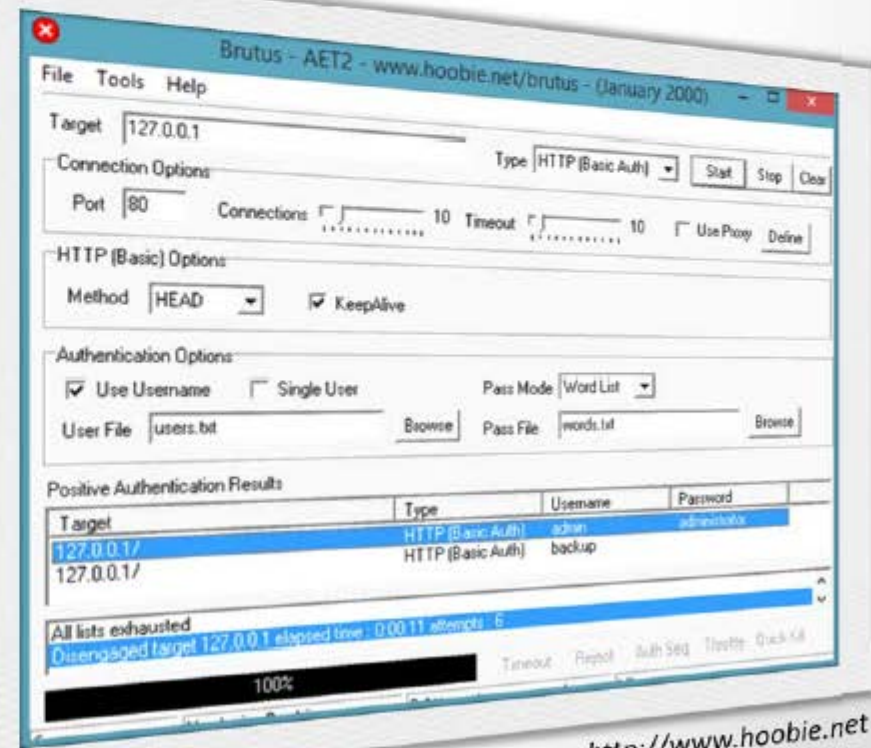 Brutus - AET2 - www.hoobie.net/brutus - (January 2000)
File Tools Help
Target 127.0.0.1 Type HTTP (Basic Auth) Start Stop Clear
Connection Options
Port 80 Connections 10 Timeout 10 Use Proxy Define
HTTP (Basic) Options
Method HEAD KeepAlive
Authentication Options
Use Username Single User Pass Mode Word List
User File users.txt Browse Pass File words.txt Browse
Positive Authentication Results
Target Type Username Password
127.0.0.1/ HTTP (Basic Auth) admin administrator
127.0.0.1/ HTTP (Basic Auth) backup
All lists exhausted
Disengaged target 127.0.0.1 elapsed time : 0:00:11 attempts : 6
Timeout Reject Auth Seq Throttle Quick Kill
100%
http://www.hoobie.net